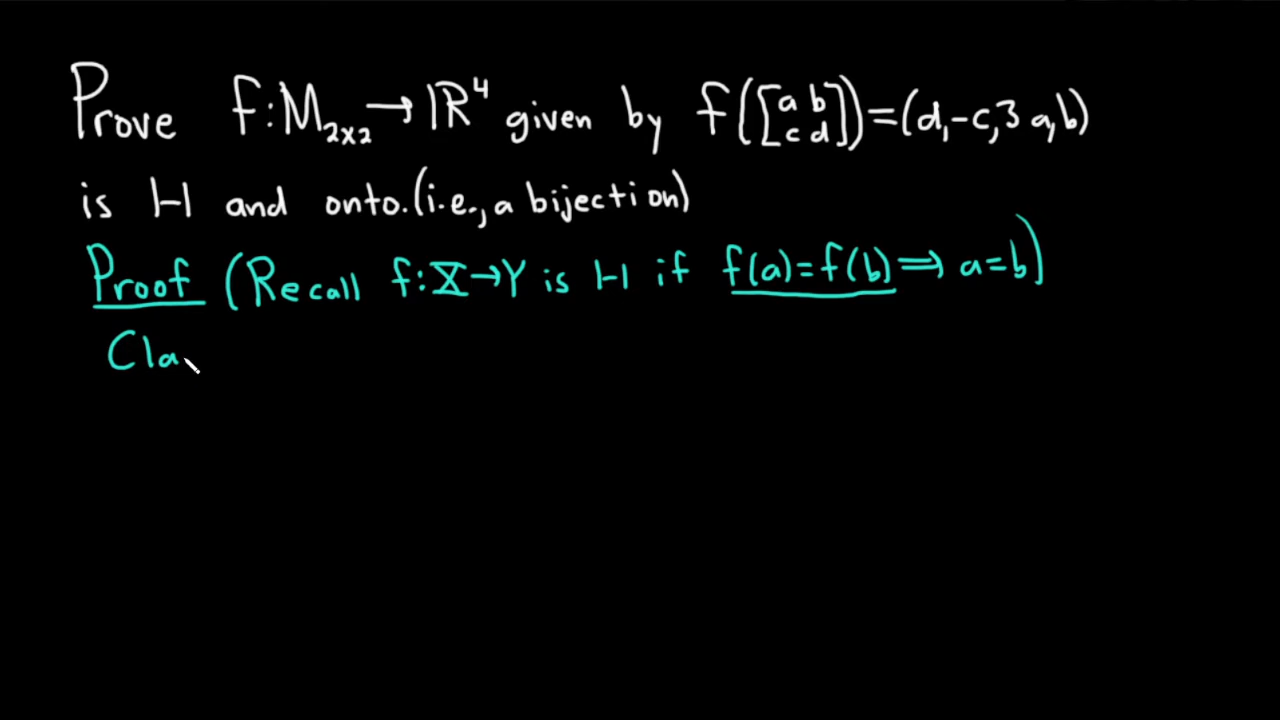 Prove f:M₂ₓ₂→ℝ⁴ given by f([a b c d])=(d,-c,3a,b)
is 1-1 and onto.(i.e., a bijection)
Proof (Recall f:X→Y is 1-1 if f(a)=f(b)⟹a=b)
Cla